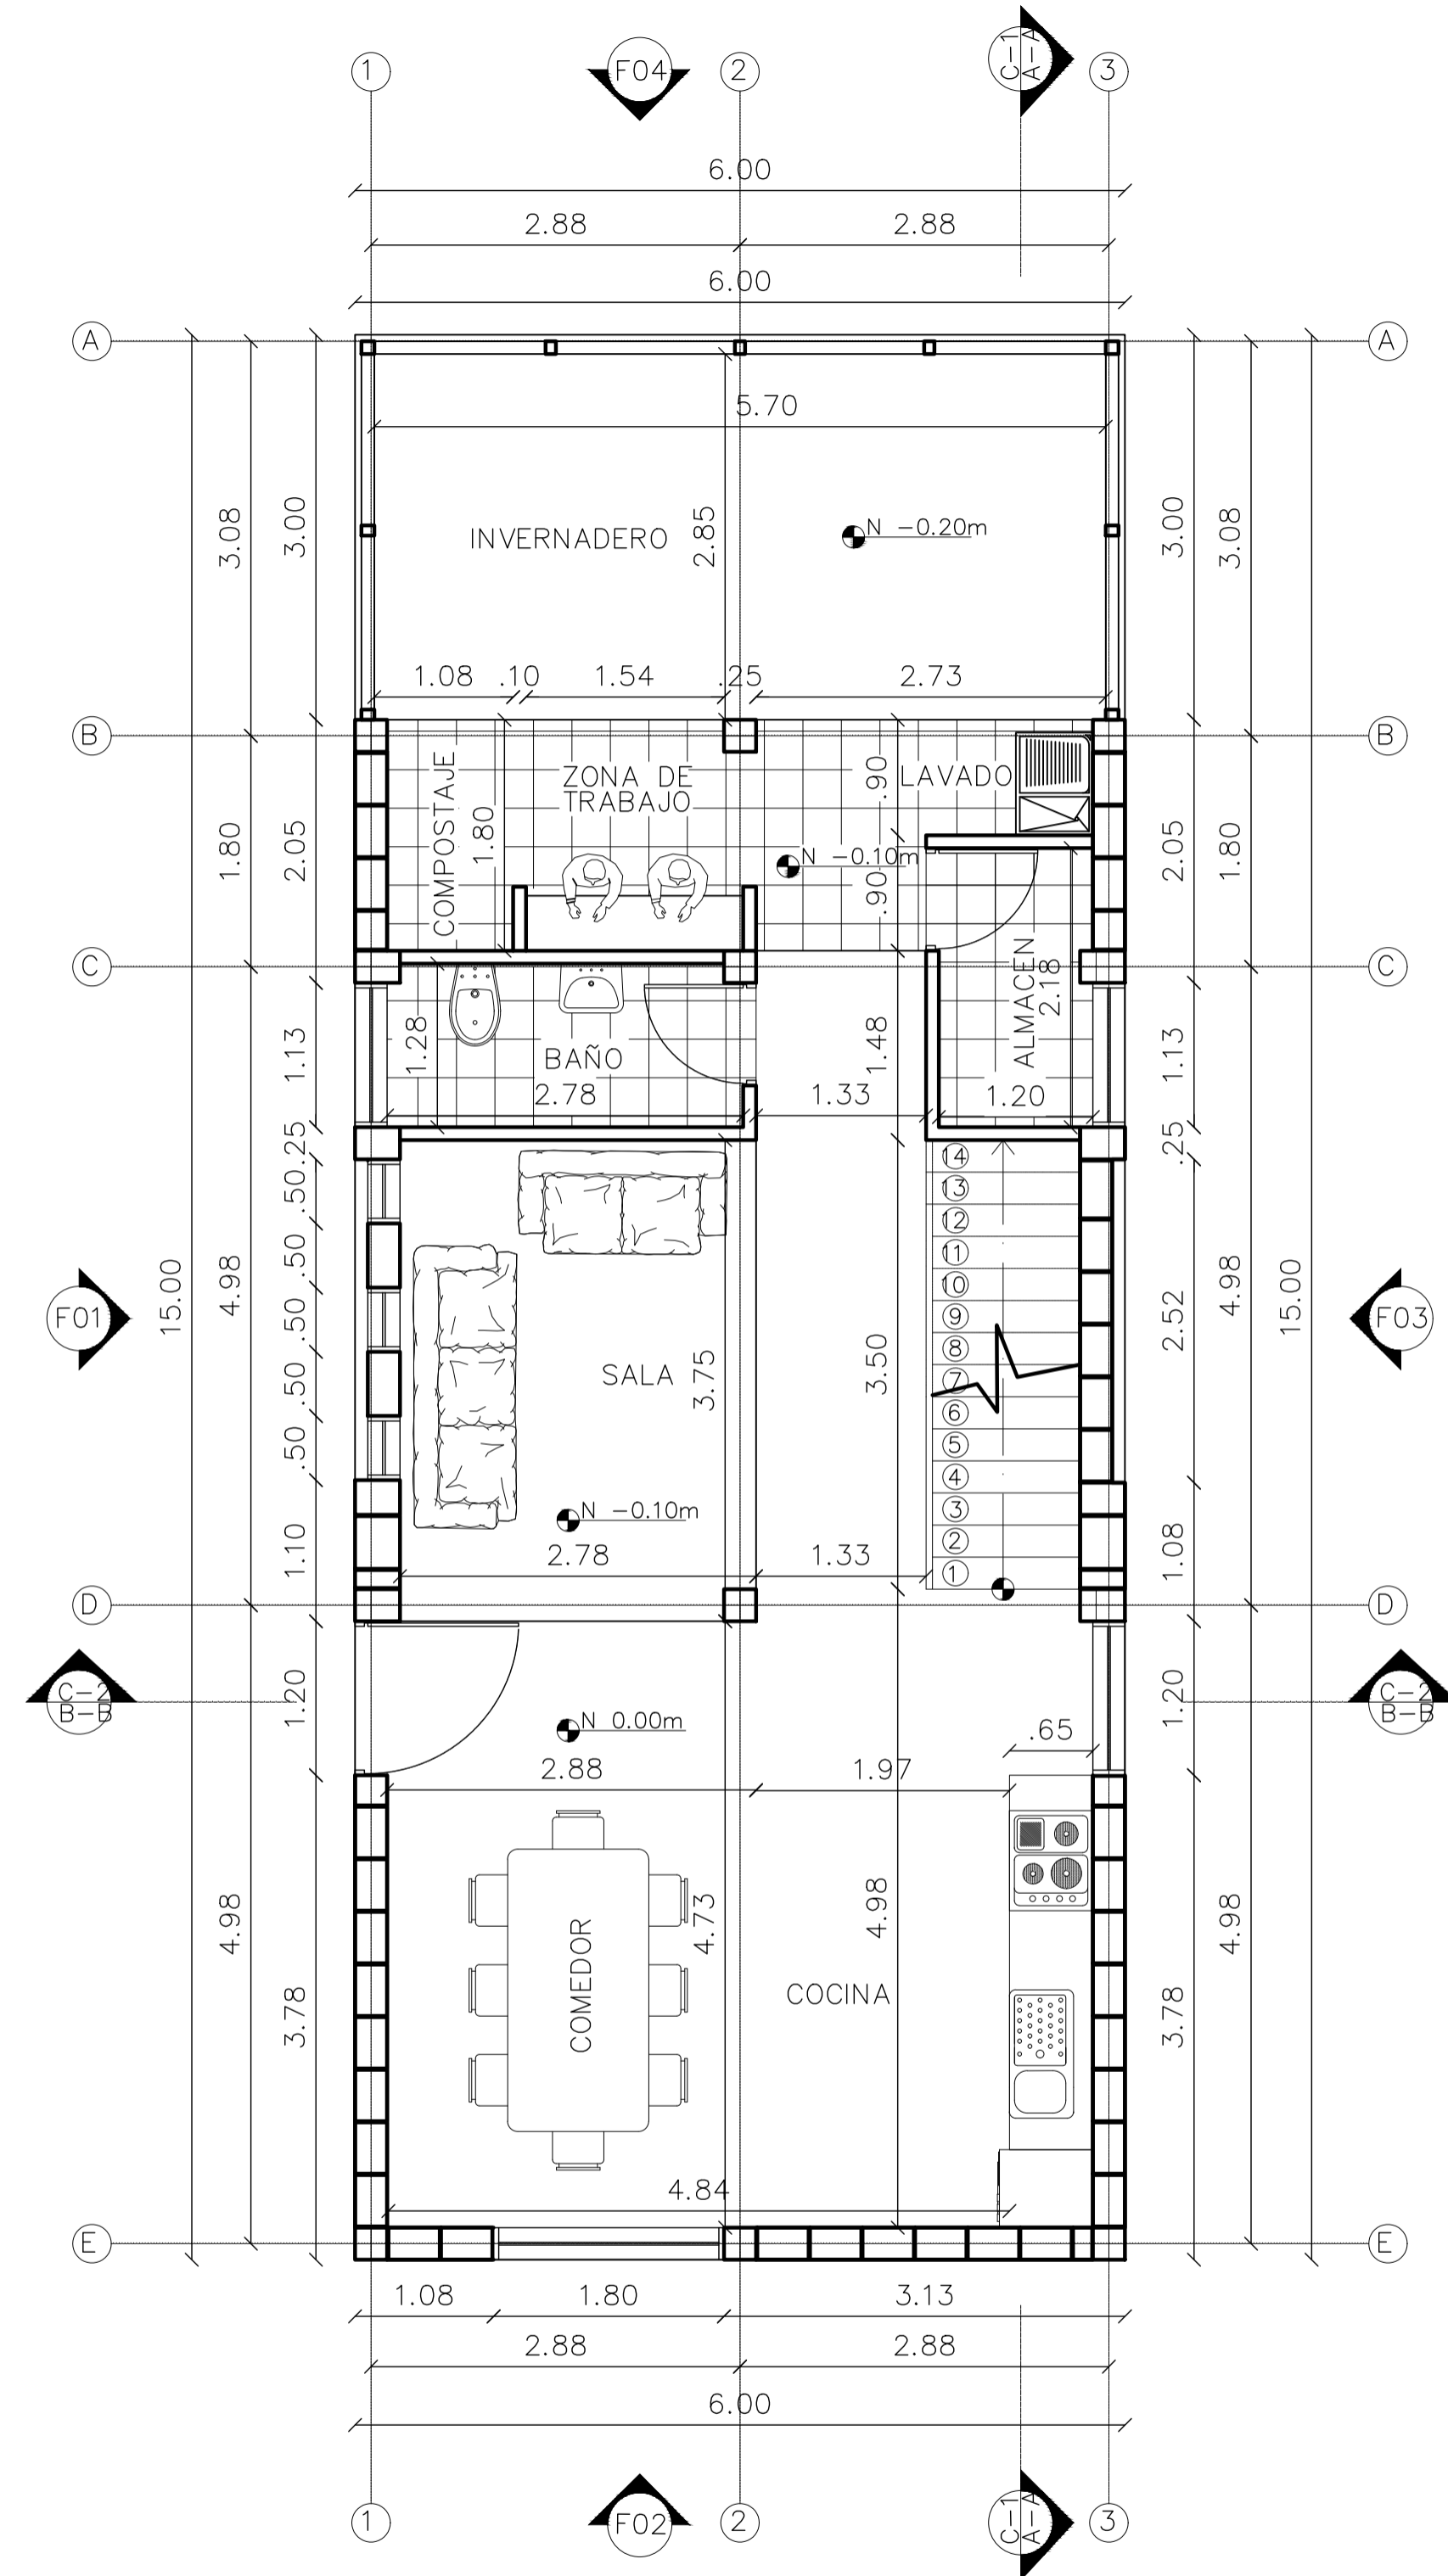 1
F04
2
C-1
A-A
3
6.00
2.88
2.88
6.00
A
A
5.70
3.08
3.00
INVERNADERO
2.85
N -0.20m
3.00
3.08
1.08
.10
1.54
.25
2.73
B
B
COMPOSTAJE
1.80
ZONA DE
TRABAJO
.90
LAVADO
1.80
2.05
N -0.10m
.90
2.05
1.80
C
C
ALMACEN
2.18
1.13
1.28
BAÑO
2.78
1.48
1.33
1.20
1.13
.25
.25
14
13
12
11
10
9
8
7
6
5
4
3
2
1
.50
.50
.50
.50
.50
F01
15.00
4.98
SALA
3.75
3.50
2.52
4.98
15.00
F03
N -0.10m
1.10
2.78
1.33
1.08
D
D
C-2
B-B
1.20
N 0.00m
.65
1.20
C-2
B-B
2.88
1.97
4.98
3.78
COMEDOR
4.73
4.98
COCINA
3.78
4.98
4.84
E
E
1.08
1.80
3.13
2.88
2.88
6.00
1
F02
2
C-1
A-A
3